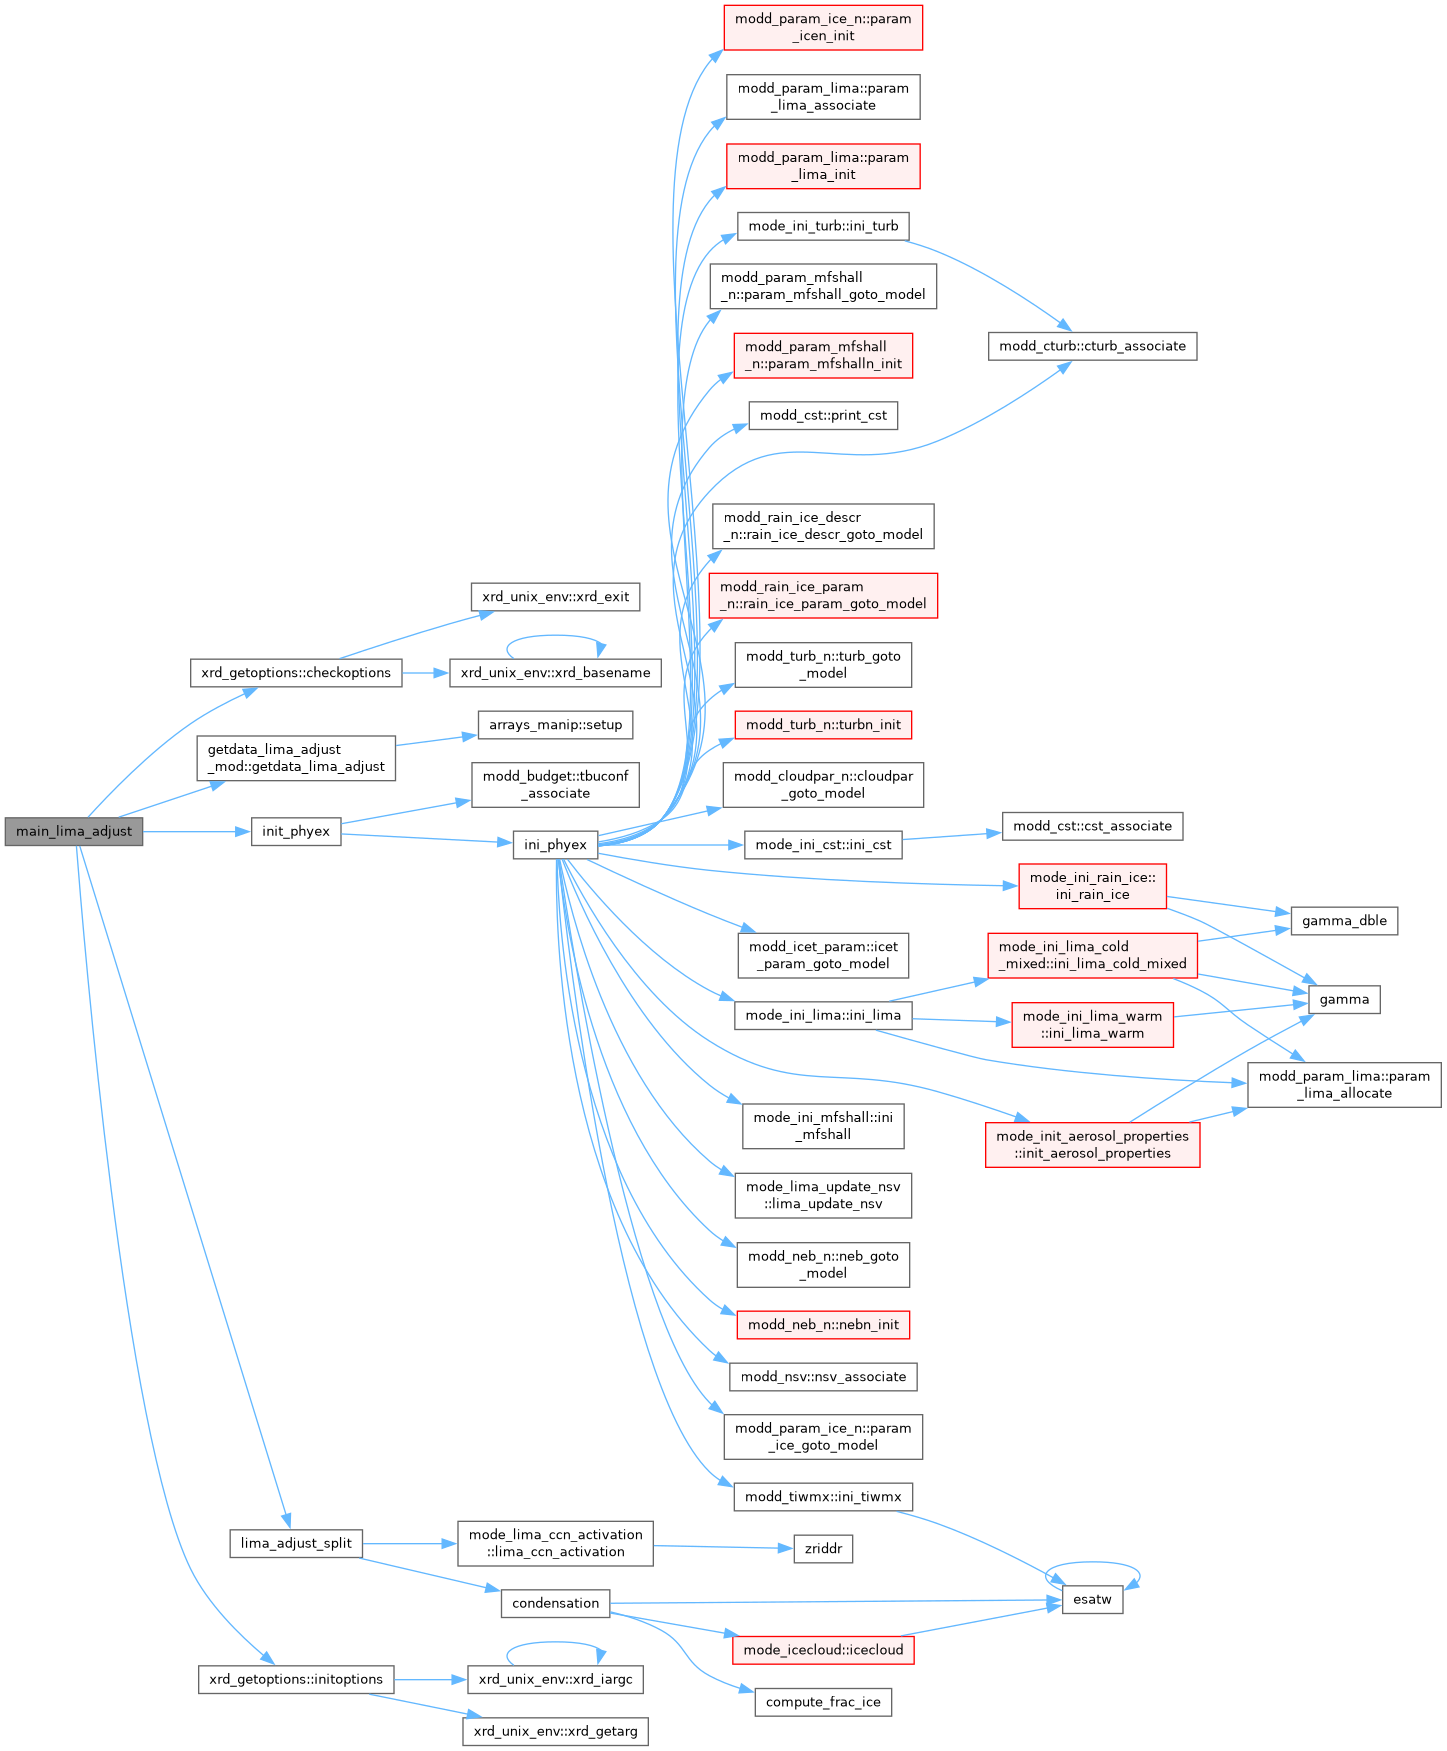 modd_param_ice_n::param
_icen_init
modd_param_lima::param
_lima_associate
modd_param_lima::param
_lima_init
mode_ini_turb::ini_turb
modd_param_mfshall
_n::param_mfshall_goto_model
modd_cturb::cturb_associate
modd_param_mfshall
_n::param_mfshalln_init
modd_cst::print_cst
modd_rain_ice_descr
_n::rain_ice_descr_goto_model
modd_rain_ice_param
_n::rain_ice_param_goto_model
xrd_unix_env::xrd_exit
xrd_getoptions::checkoptions
xrd_unix_env::xrd_basename
modd_turb_n::turb_goto
_model
arrays_manip::setup
modd_turb_n::turbn_init
getdata_lima_adjust
_mod::getdata_lima_adjust
modd_budget::tbuconf
_associate
modd_cloudpar_n::cloudpar
_goto_model
main_lima_adjust
init_phyex
ini_phyex
mode_ini_cst::ini_cst
modd_cst::cst_associate
mode_ini_rain_ice::
ini_rain_ice
gamma_dble
modd_icet_param::icet
_param_goto_model
mode_ini_lima_cold
_mixed::ini_lima_cold_mixed
gamma
mode_ini_lima::ini_lima
mode_ini_lima_warm
::ini_lima_warm
modd_param_lima::param
_lima_allocate
mode_ini_mfshall::ini
_mfshall
mode_init_aerosol_properties
::init_aerosol_properties
mode_lima_update_nsv
::lima_update_nsv
modd_neb_n::neb_goto
_model
modd_neb_n::nebn_init
modd_nsv::nsv_associate
modd_param_ice_n::param
_ice_goto_model
modd_tiwmx::ini_tiwmx
lima_adjust_split
mode_lima_ccn_activation
::lima_ccn_activation
zriddr
condensation
esatw
mode_icecloud::icecloud
xrd_getoptions::initoptions
xrd_unix_env::xrd_iargc
compute_frac_ice
xrd_unix_env::xrd_getarg